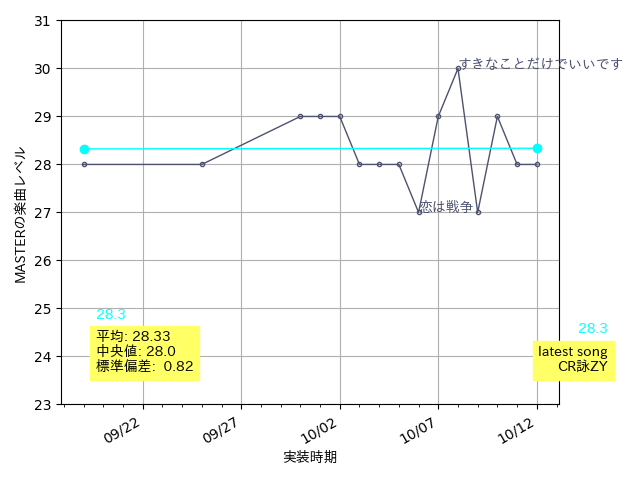 31
30
29
28
27
26
25
24
23
MASTERの楽曲レベル
すきなことだけでいいです
恋は戦争
28.3
平均: 28.33
中央値: 28.0
標準偏差: 0.82
28.3
latest song
CR詠ZY
09/22
09/27
10/02
10/07
10/12
実装時期